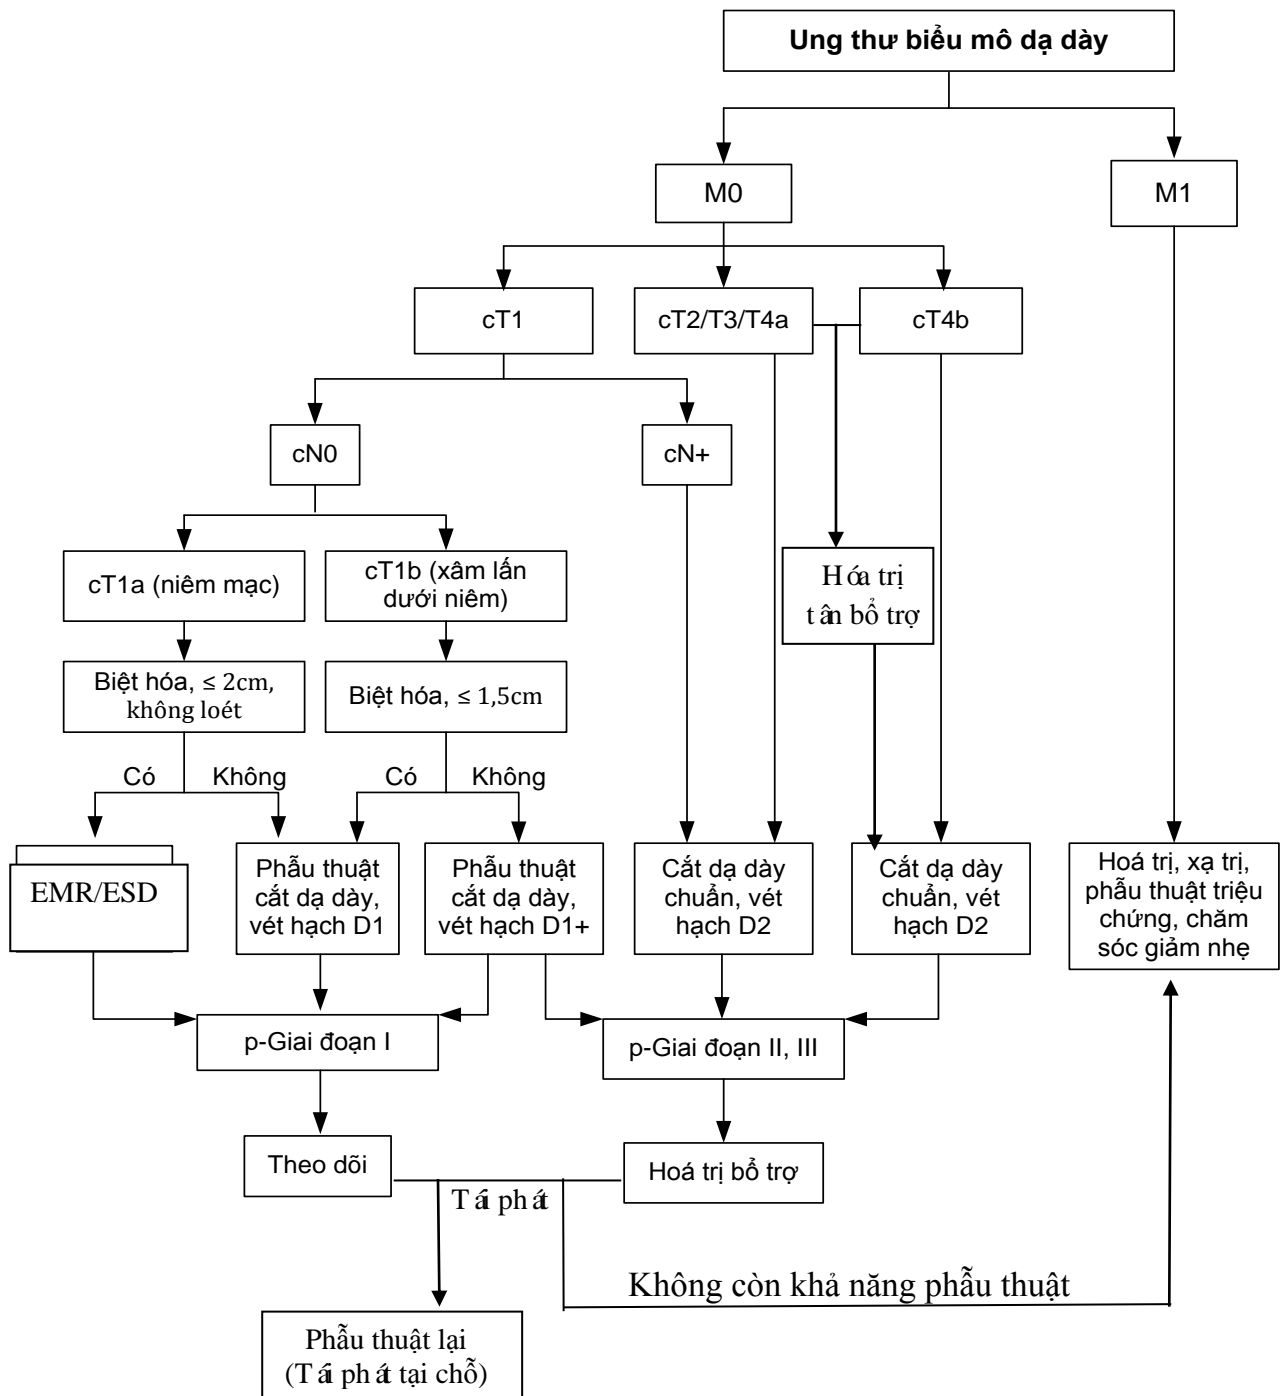 Ung thư biểu mô dạ dày
M0
M1
cT1
cT2/T3/T4a
cT4b
cN0
cN+
cT1a (niêm mạc)
cT1b (xâm lấn
dưới niêm)
Hóa trị
tân bổ trợ
Biệt hóa, ≤ 2cm,
không loét
Biệt hóa, ≤ 1,5cm
Có
Không
Có
Không
EMR/ESD
Phẫu thuật
cắt dạ dày,
vét hạch D1
Phẫu thuật
cắt dạ dày,
vét hạch D1+
Cắt dạ dày
chuẩn, vét
hạch D2
Cắt dạ dày
chuẩn, vét
hạch D2
Hoá trị, xạ trị,
phẫu thuật triệu
chứng, chăm
sóc giảm nhẹ
p-Giai đoạn I
p-Giai đoạn II, III
Theo dõi
Hoá trị bổ trợ
Tái phát
Không còn khả năng phẫu thuật
Phẫu thuật lại
(Tái phát tại chỗ)